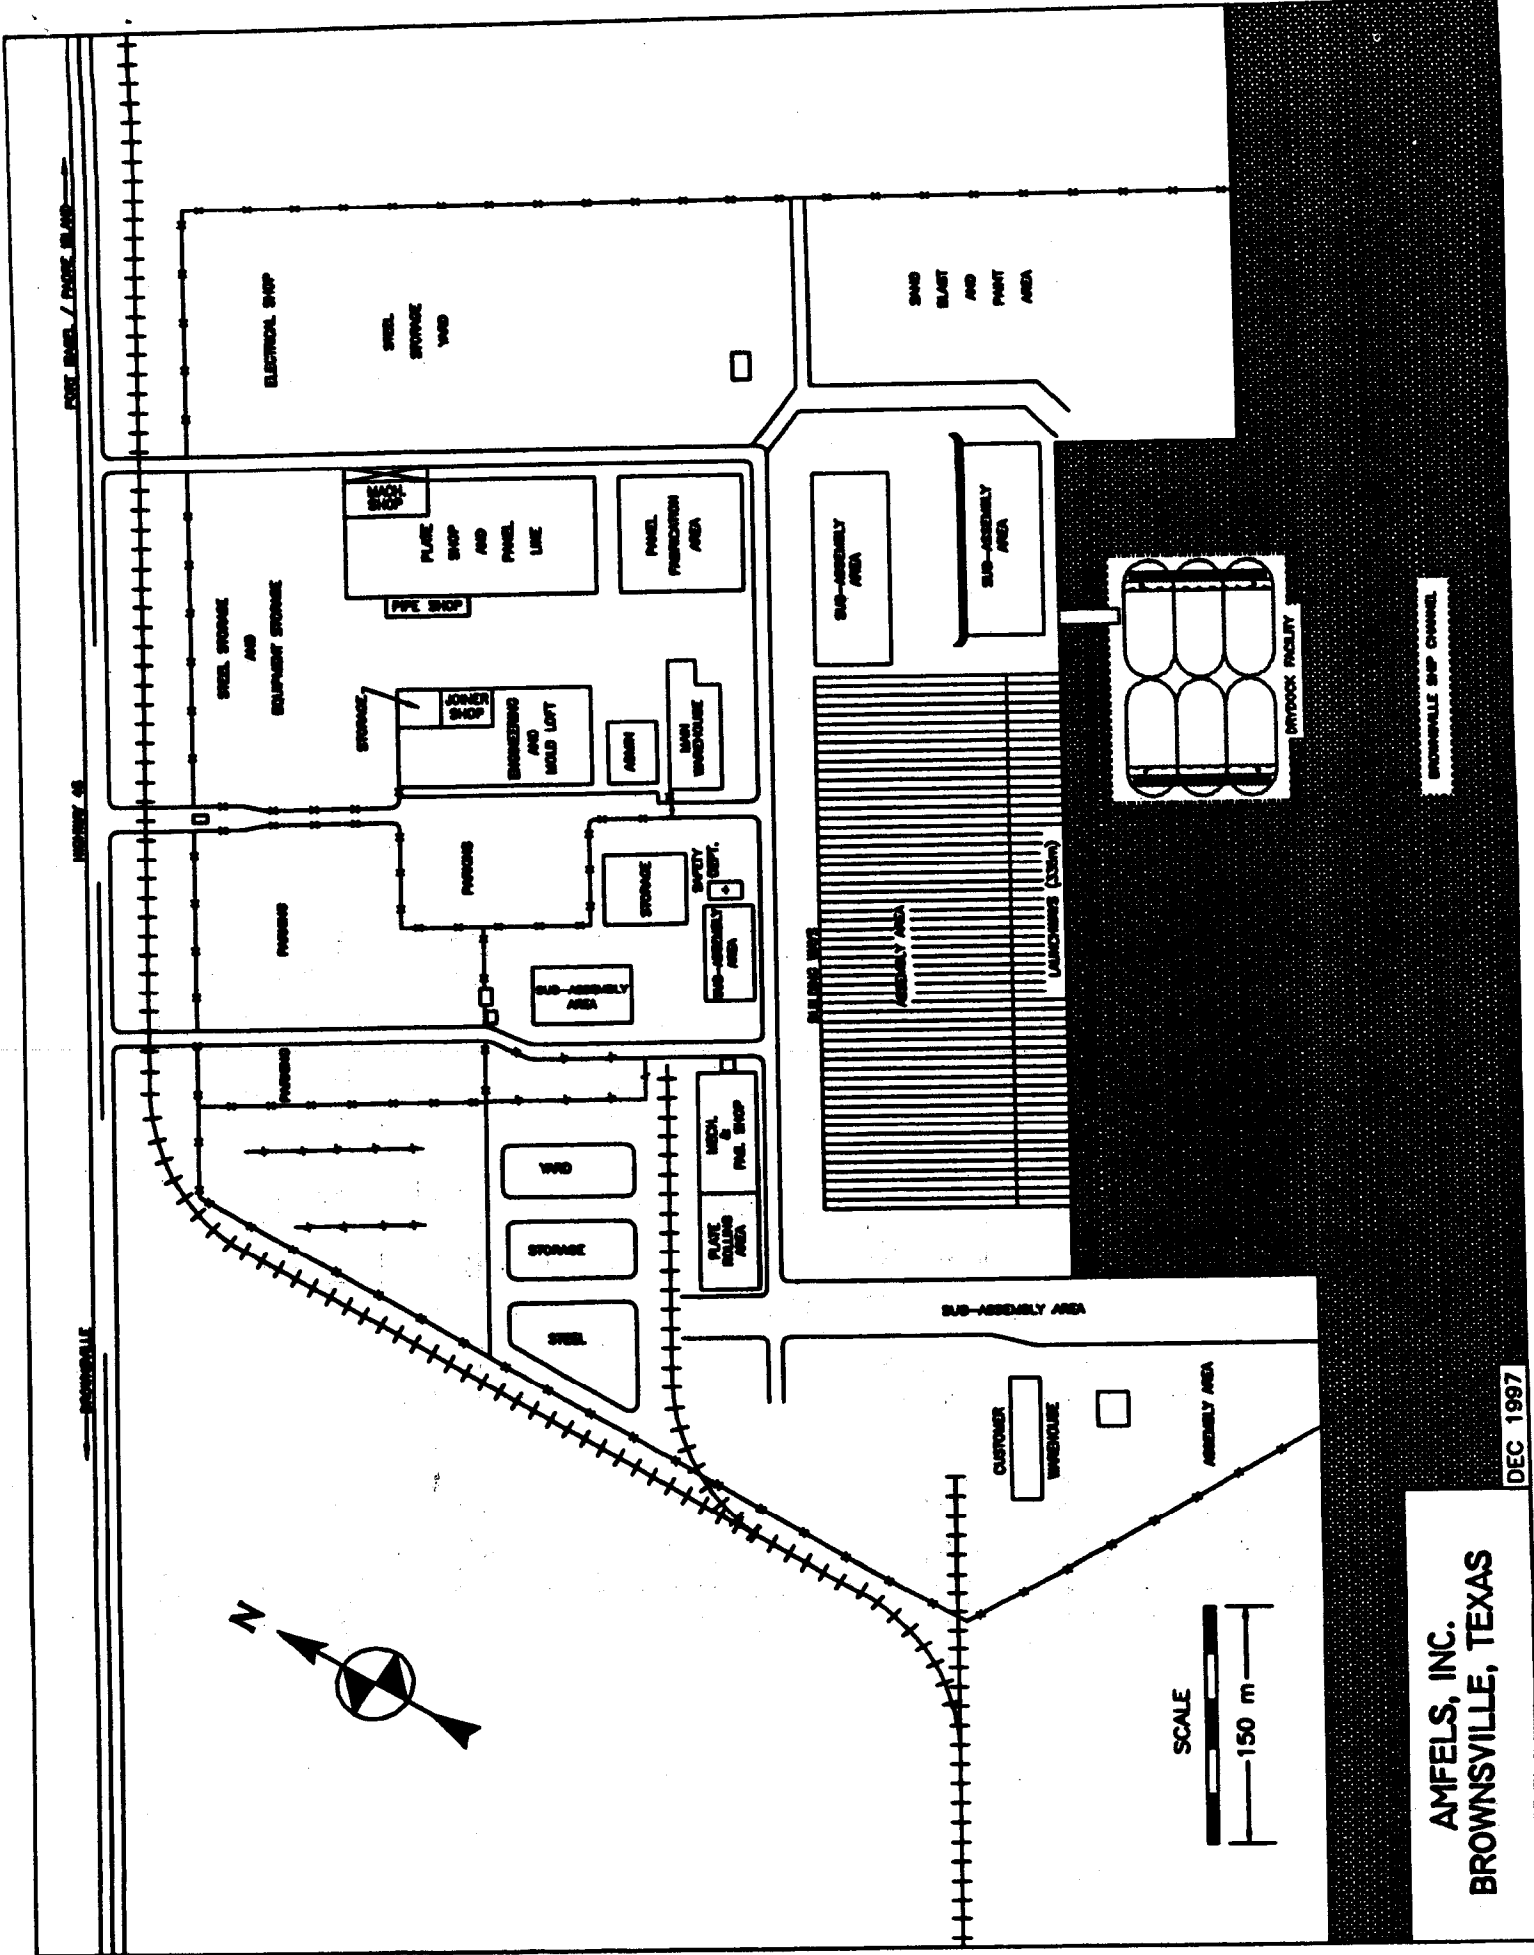 PORT ISABEL / PADRE ISLAND
HIGHWAY 48
BROWNSVILLE
ELECTRICAL SHOP
STEEL
STORAGE
YARD
SAND
BLAST
AND
PAINT
AREA
STEEL STORAGE
AND
EQUIPMENT STORAGE
MACH.
SHOP
PLATE
SHOP
AND
PANEL
LINE
PIPE SHOP
PANEL
FABRICATION
AREA
SUB-ASSEMBLY
AREA
SUB-ASSEMBLY
AREA
STORAGE
JOINER
SHOP
ENGINEERING
AND
MOLD LOFT
ADMIN
MAIN
WAREHOUSE
DRYDOCK FACILITY
BROWNSVILLE SHIP CHANNEL
PARKING
PARKING
STORAGE
SAFETY
DEPT.
SUB-ASSEMBLY
AREA
SUB-ASSEMBLY
AREA
BUILDING WAYS
ASSEMBLY AREA
LAUNCHWAYS (335m)
PARKING
YARD
STORAGE
STEEL
MECH.
&
FAB. SHOP
PLATE
ROLLING
AREA
SUB-ASSEMBLY AREA
CUSTOMER
WAREHOUSE
ASSEMBLY AREA
N
SCALE
150 m
DEC 1997
AMFELS, INC.
BROWNSVILLE, TEXAS